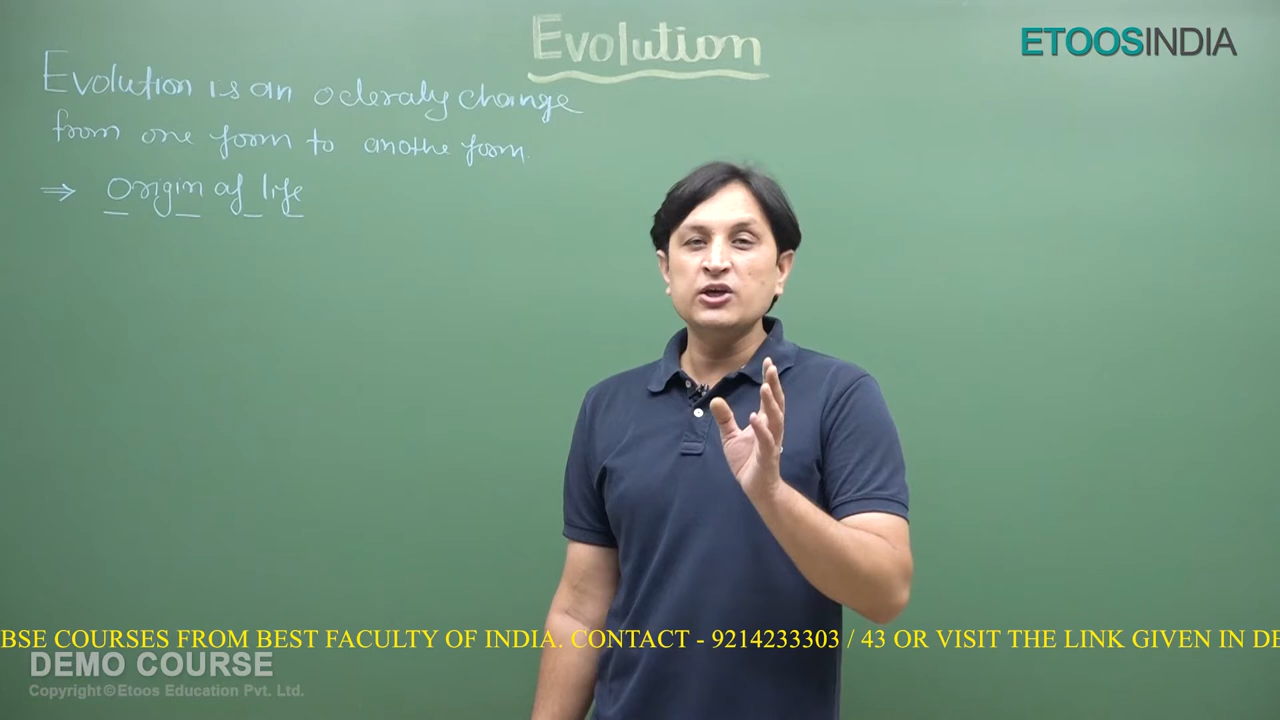 Evolution
ETOOSINDIA
Evolution is an oderaly change
from one form to anothe form.
⇒ Origin of life
BSE COURSES FROM BEST FACULTY OF INDIA. CONTACT - 9214233303 / 43 OR VISIT THE LINK GIVEN IN DE
DEMO COURSE
Copyright © Etoos Education Pvt. Ltd.